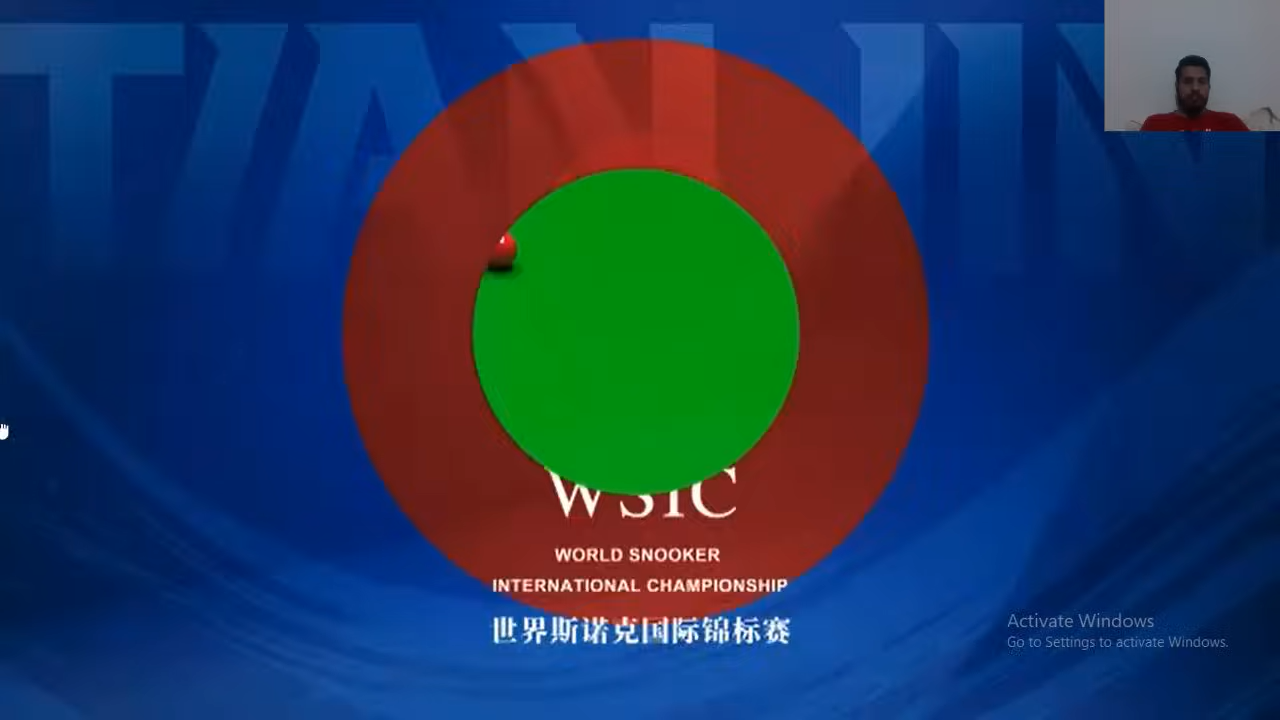 TIANJIN
WSIC
WORLD SNOOKER
INTERNATIONAL CHAMPIONSHIP
世界斯诺克国际锦标赛
Activate Windows
Go to Settings to activate Windows.